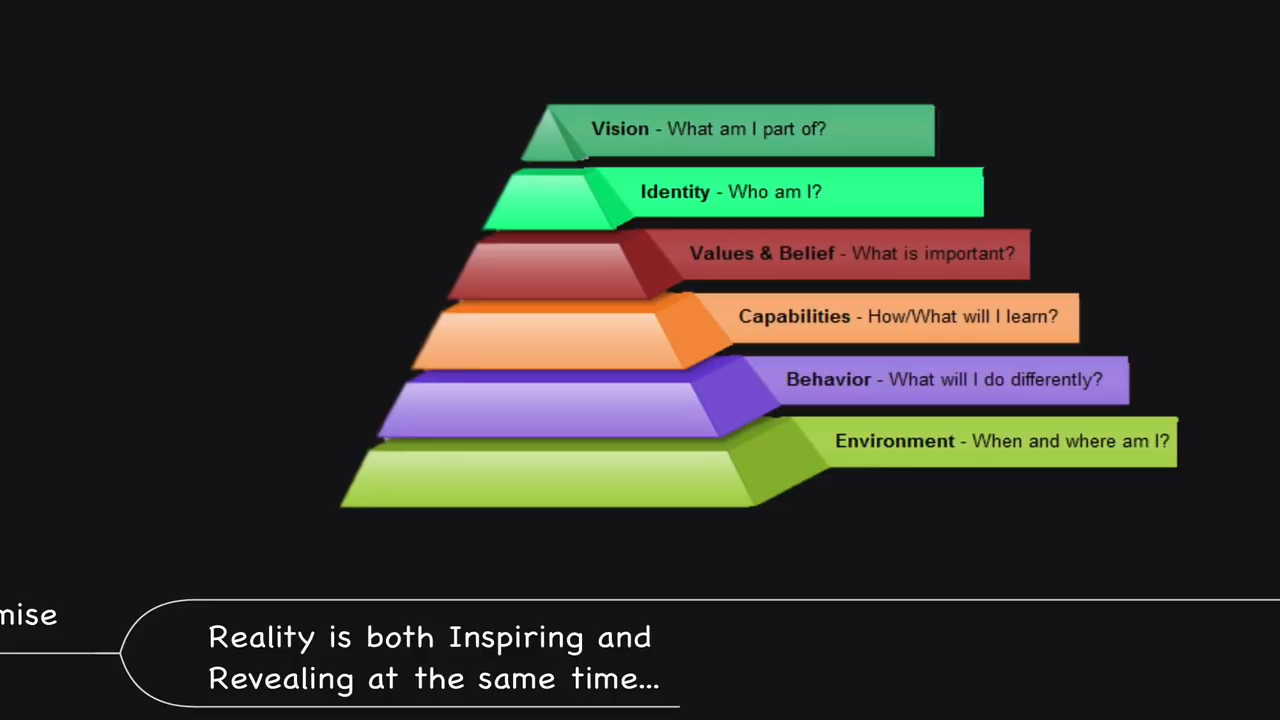 Vision - What am I part of?
Identity - Who am I?
Values & Belief - What is important?
Capabilities - How/What will I learn?
Behavior - What will I do differently?
Environment - When and where am I?
mise
Reality is both Inspiring and
Revealing at the same time...